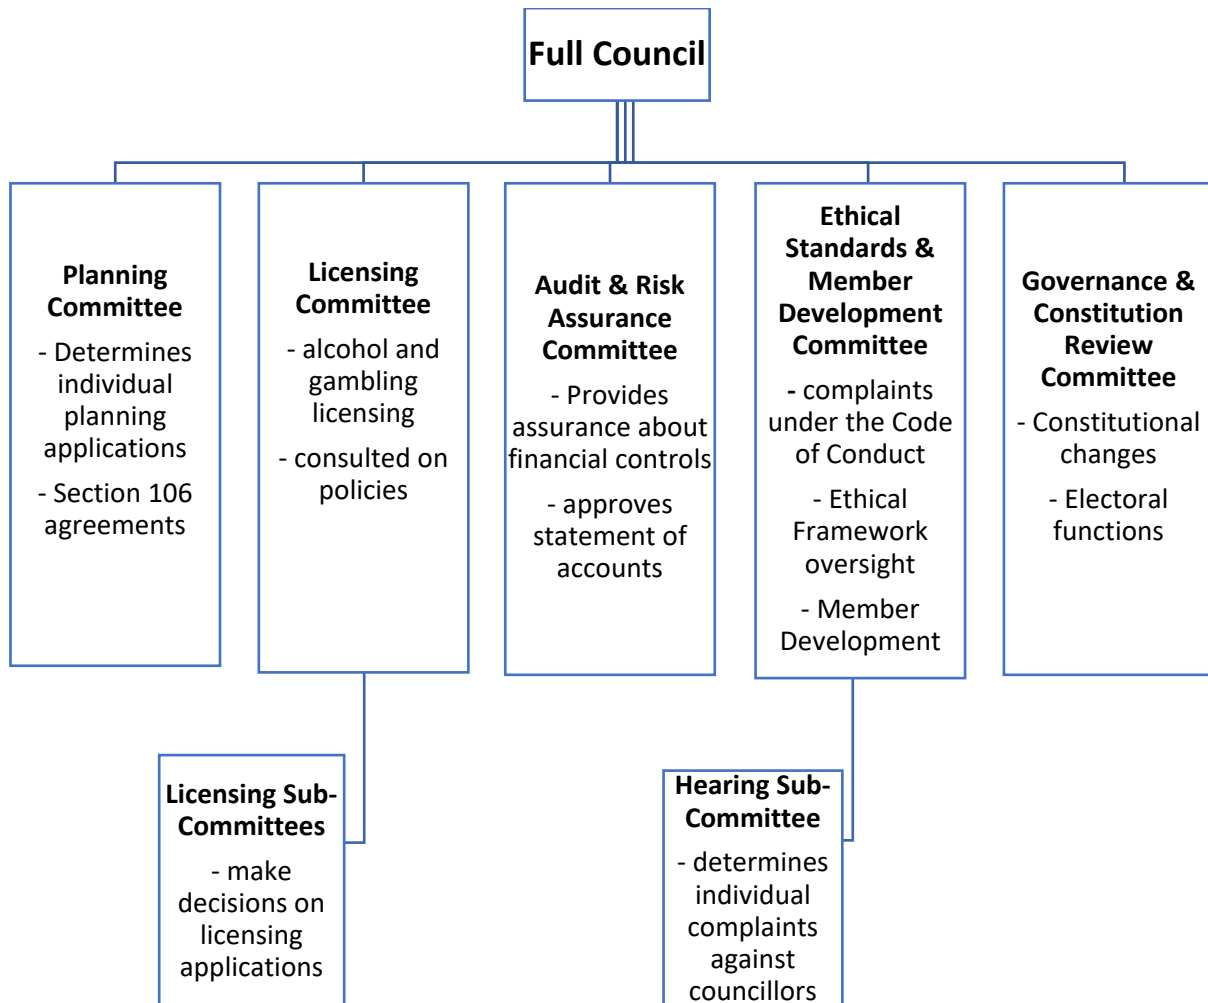 Full Council
Planning
Committee
- Determines
individual
planning
applications
- Section 106
agreements
Licensing
Committee
- alcohol and
gambling
licensing
- consulted on
policies
Audit & Risk
Assurance
Committee
- Provides
assurance about
financial controls
- approves
statement of
accounts
Ethical
Standards &
Member
Development
Committee
- complaints
under the Code
of Conduct
- Ethical
Framework
oversight
- Member
Development
Governance &
Constitution
Review
Committee
- Constitutional
changes
- Electoral
functions
Licensing Sub-
Committees
- make
decisions on
licensing
applications
Hearing Sub-
Committee
- determines
individual
complaints
against
councillors